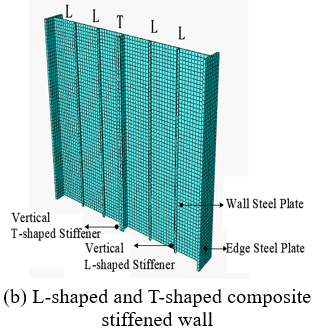 L L T L L
Wall Steel Plate
Vertical
T-shaped Stiffener
Vertical
L-shaped Stiffener
Edge Steel Plate
(b) L-shaped and T-shaped composite
stiffened wall